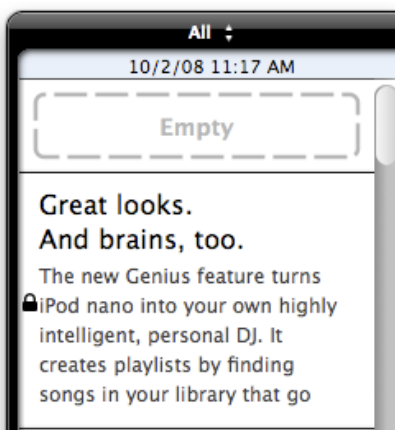 All
10/2/08 11:17 AM
Empty
Great looks.
And brains, too.
The new Genius feature turns
iPod nano into your own highly
intelligent, personal DJ. It
creates playlists by finding
songs in your library that go